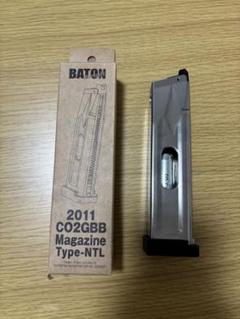 BATON
2011
CO2GBB
Magazine
Type-NTL